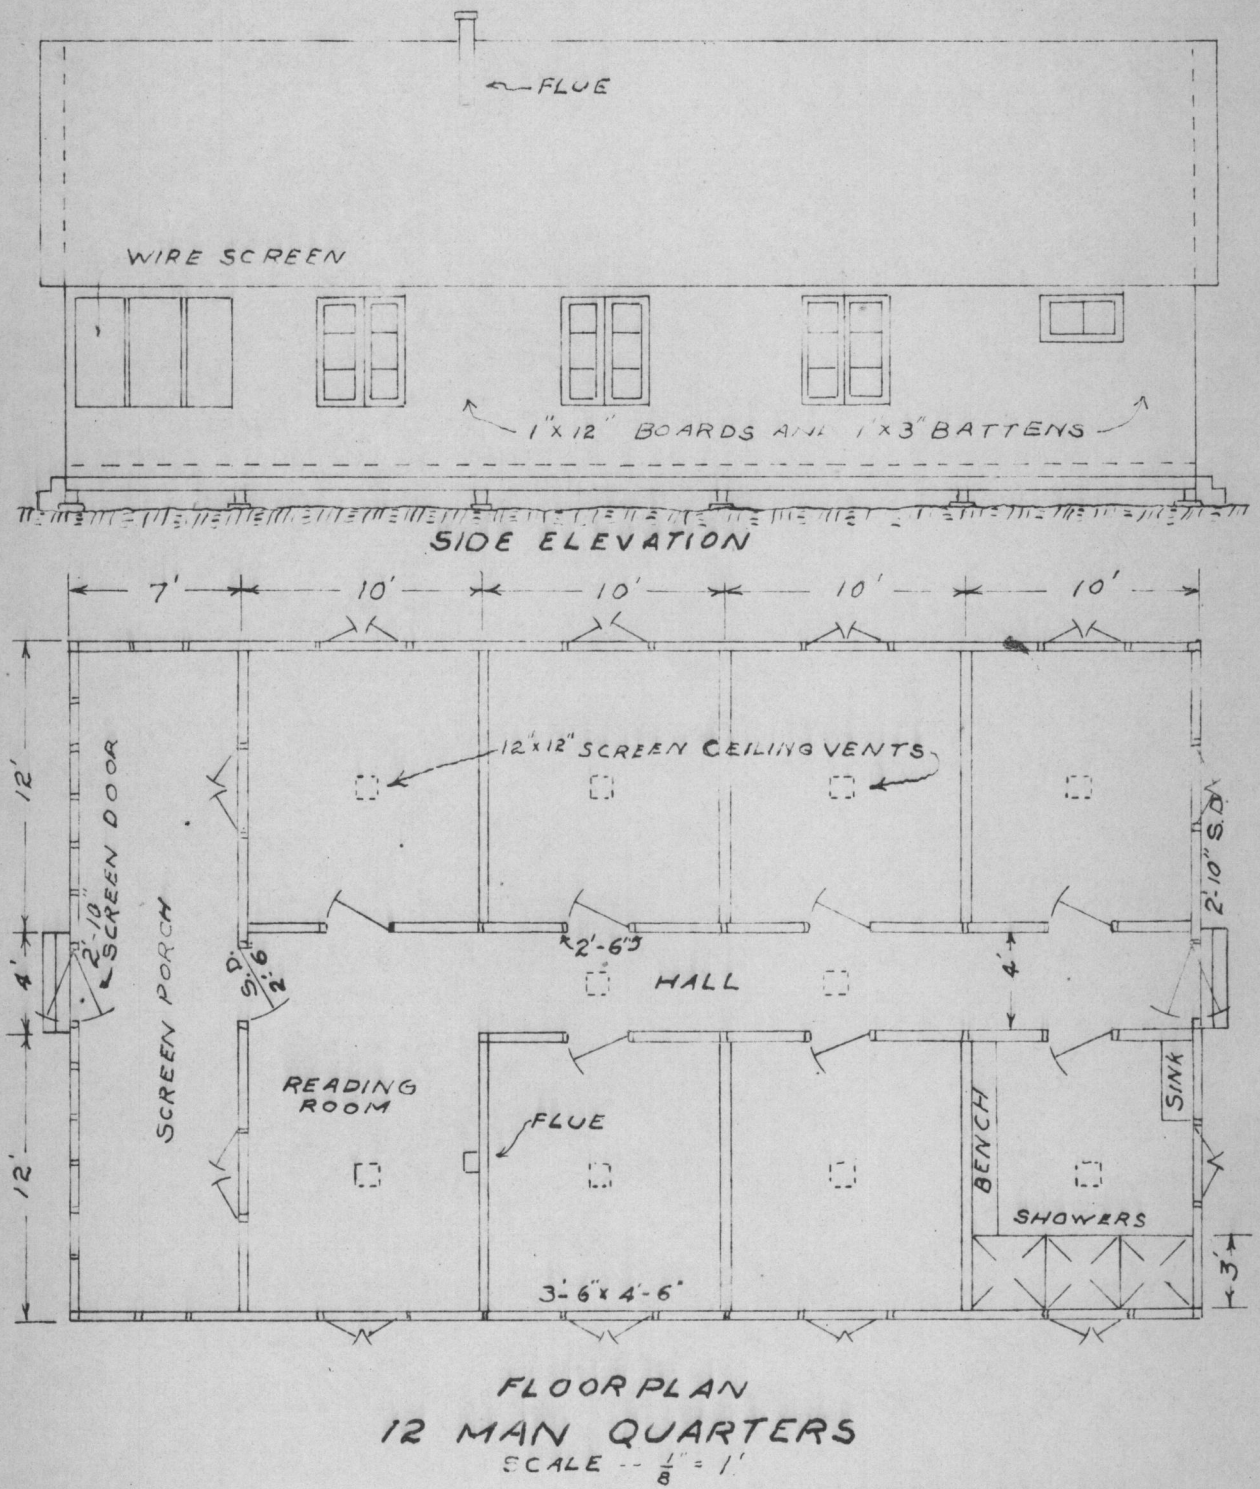 FLUE
WIRE SCREEN
1"X12" BOARDS AND 1"X3" BATTENS
SIDE ELEVATION
7' 10' 10' 10' 10'
12'
4'
12'
2'-10"
SCREEN DOOR
SCREEN PORCH
12"X12" SCREEN CEILING VENTS
2'-10" S.D.
S.D.
2'-6"
2'-6"
HALL
4'
READING
ROOM
FLUE
BENCH
SINK
SHOWERS
3'
3'-6" X 4'-6"
FLOOR PLAN
12 MAN QUARTERS
SCALE -- 1/8" = 1'